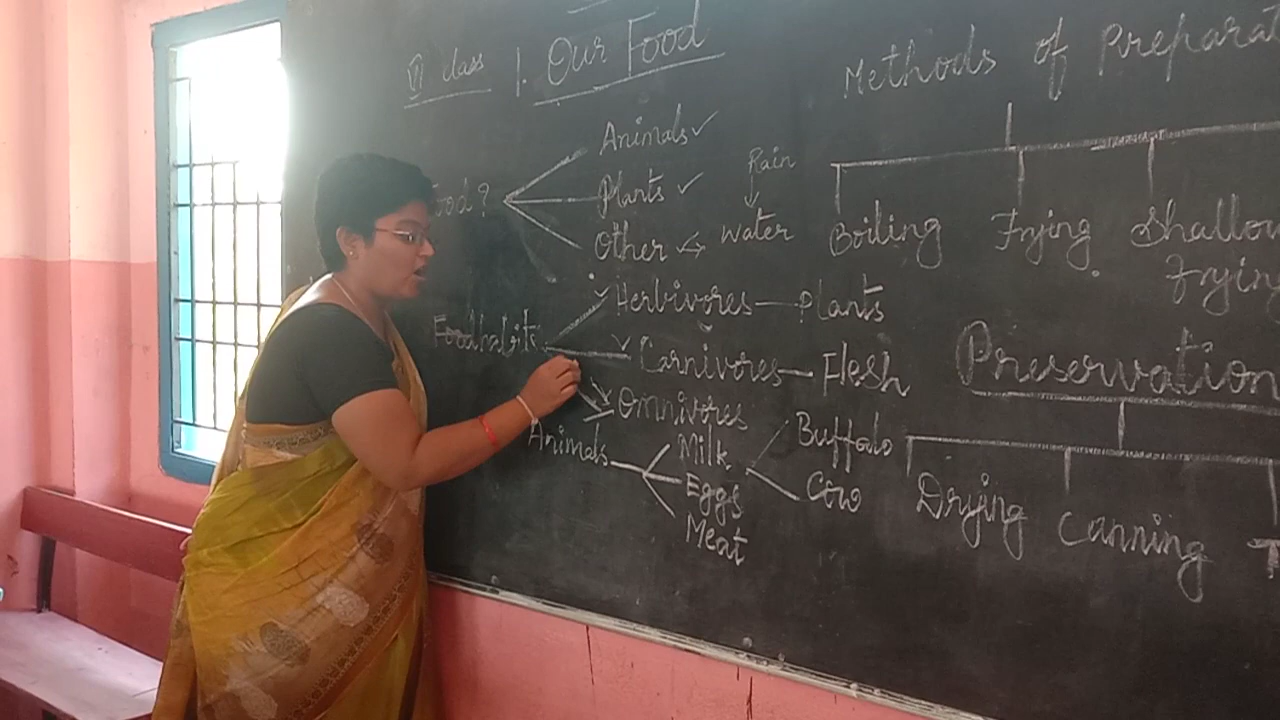 VI class
1. Our Food
Food?
Animals ✓
Plants ✓
Other
Rain
water
Food habits
Herbivores — Plants
Carnivores — Flesh
Omnivores
Animals
Milk
Eggs
Meat
Buffalo
Cow
Methods of Preparat
Boiling
Frying
Shallow
Frying
Preservation
Drying
Canning